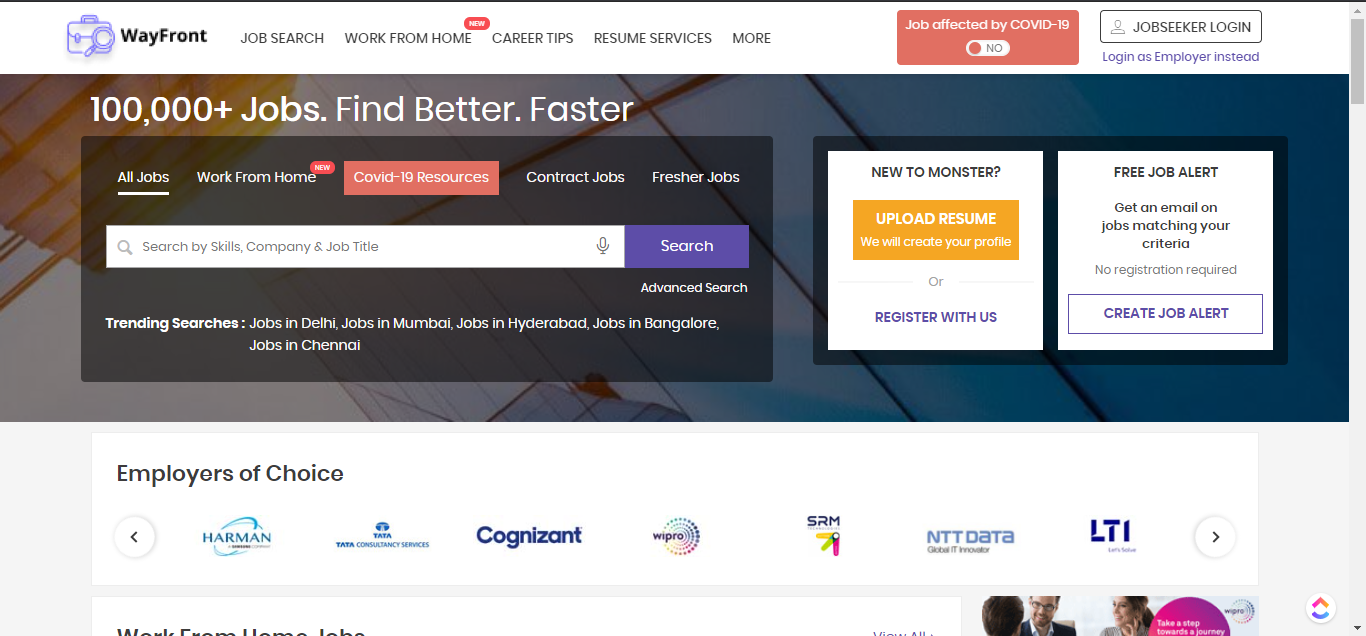 WayFront
JOB SEARCH
WORK FROM HOME
NEW
CAREER TIPS
RESUME SERVICES
MORE
Job affected by COVID-19
NO
JOBSEEKER LOGIN
Login as Employer instead
100,000+ Jobs. Find Better. Faster
All Jobs
Work From Home
NEW
Covid-19 Resources
Contract Jobs
Fresher Jobs
Search by Skills, Company & Job Title
Search
Advanced Search
Trending Searches : Jobs in Delhi, Jobs in Mumbai, Jobs in Hyderabad, Jobs in Bangalore,
Jobs in Chennai
NEW TO MONSTER?
UPLOAD RESUME
We will create your profile
Or
REGISTER WITH US
FREE JOB ALERT
Get an email on
jobs matching your
criteria
No registration required
CREATE JOB ALERT
Employers of Choice
HARMAN
A SAMSUNG COMPANY
TATA
TATA CONSULTANCY SERVICES
Cognizant
wipro
SRM
TECHNOLOGIES
NTT DATA
Global IT Innovator
LTI
Let's Solve
Work From Home Jobs
View All
wipro
Take a step
towards a journey